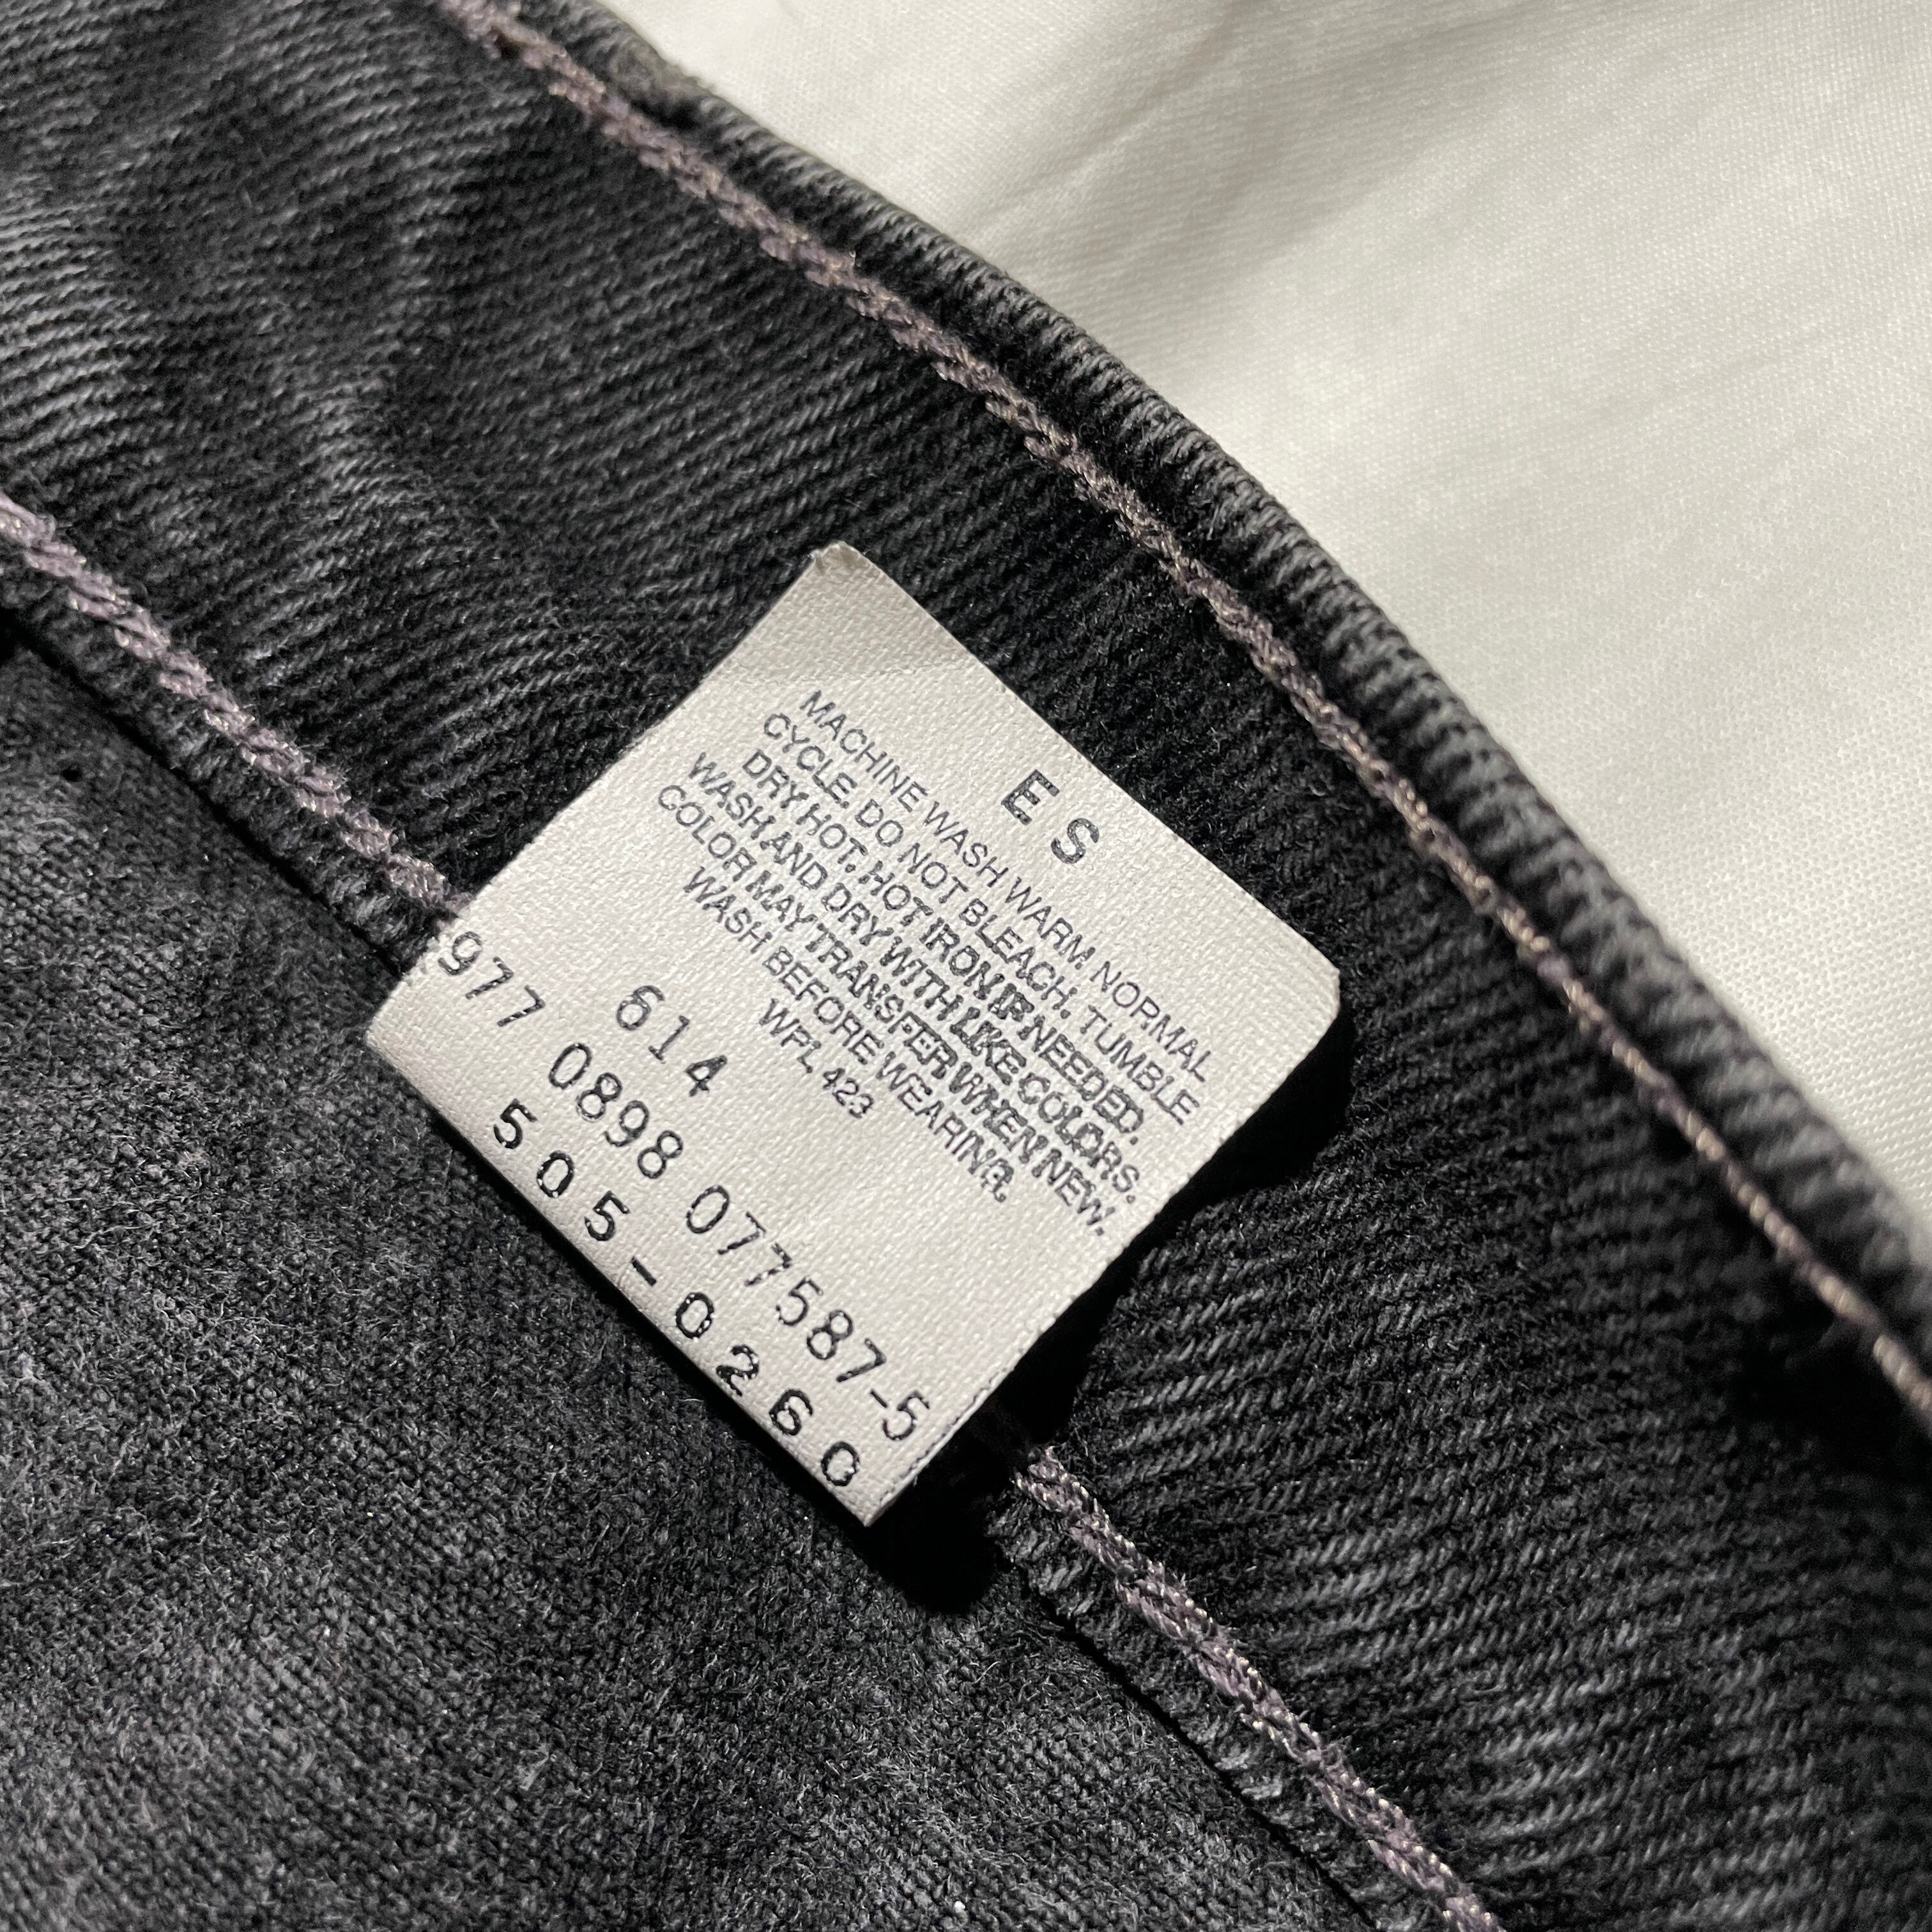 E S
MACHINE WASH WARM NORMAL
CYCLE. DO NOT BLEACH. TUMBLE
DRY HOT. HOT IRON IF NEEDED.
WASH AND DRY WITH LIKE COLORS.
COLOR MAY TRANSFER WHEN NEW.
WASH BEFORE WEARING.
WPL 423
614
977 0898 077587-5
505-0260